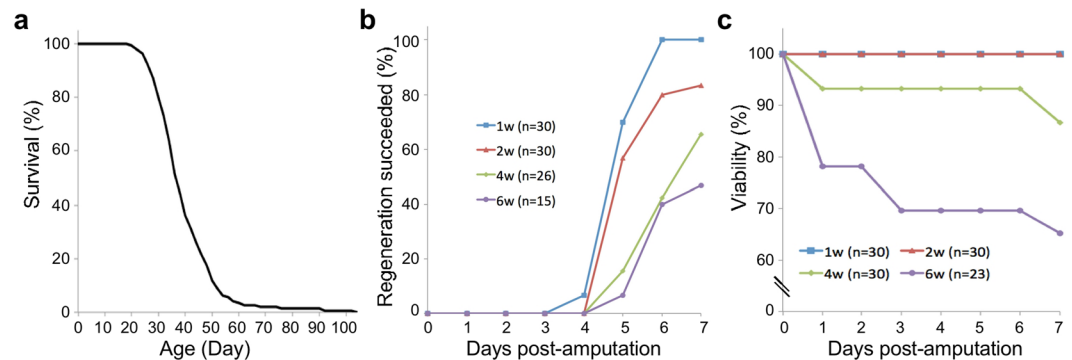 a
Survival (%)
100
80
60
40
20
0
0 10 20 30 40 50 60 70 80 90 100
Age (Day)
b
Regeneration succeeded (%)
100
80
60
40
20
0
1w (n=30)
2w (n=30)
4w (n=26)
6w (n=15)
0 1 2 3 4 5 6 7
Days post-amputation
c
Viability (%)
100
90
80
70
60
0
1w (n=30) 2w (n=30)
4w (n=30) 6w (n=23)
0 1 2 3 4 5 6 7
Days post-amputation